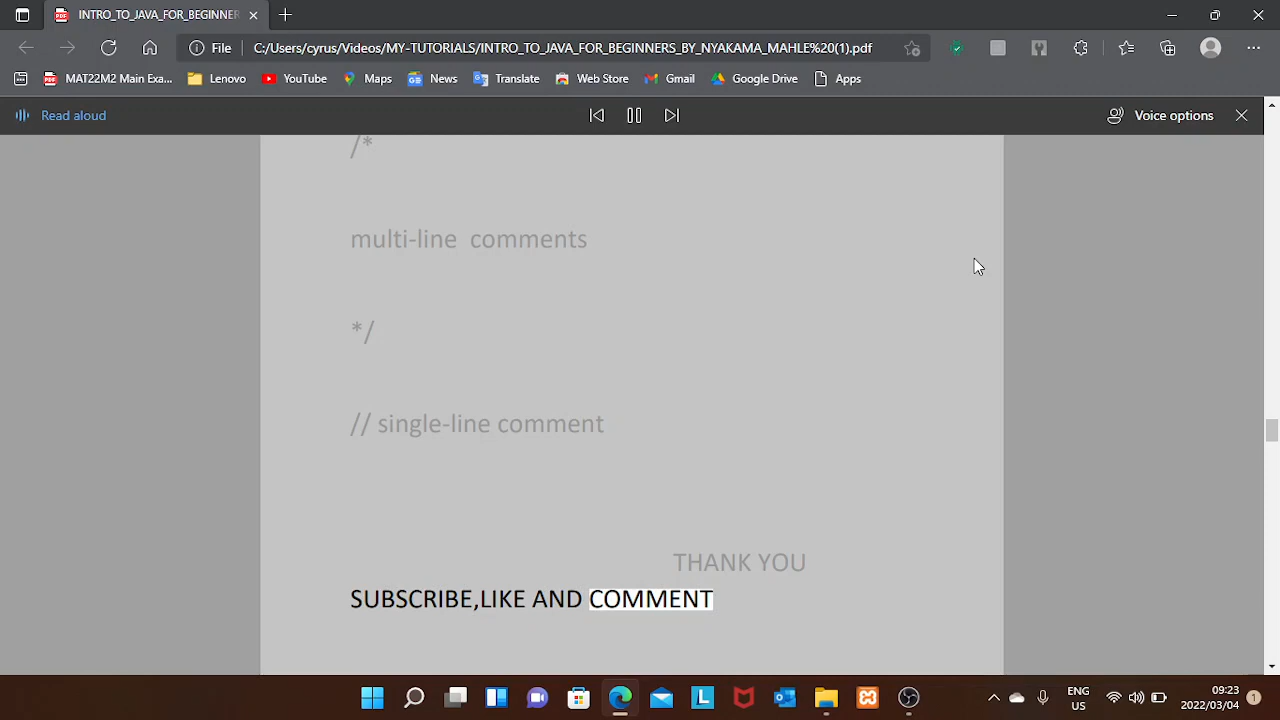 INTRO_TO_JAVA_FOR_BEGINNER
File C:/Users/cyrus/Videos/MY-TUTORIALS/INTRO_TO_JAVA_FOR_BEGINNERS_BY_NYAKAMA_MAHLE%20(1).pdf
MAT22M2 Main Exa... Lenovo YouTube Maps News Translate Web Store Gmail Google Drive Apps
Read aloud Voice options
/*
multi-line comments
*/
// single-line comment
THANK YOU
SUBSCRIBE,LIKE AND COMMENT
ENG 09:23
US 2022/03/04 1